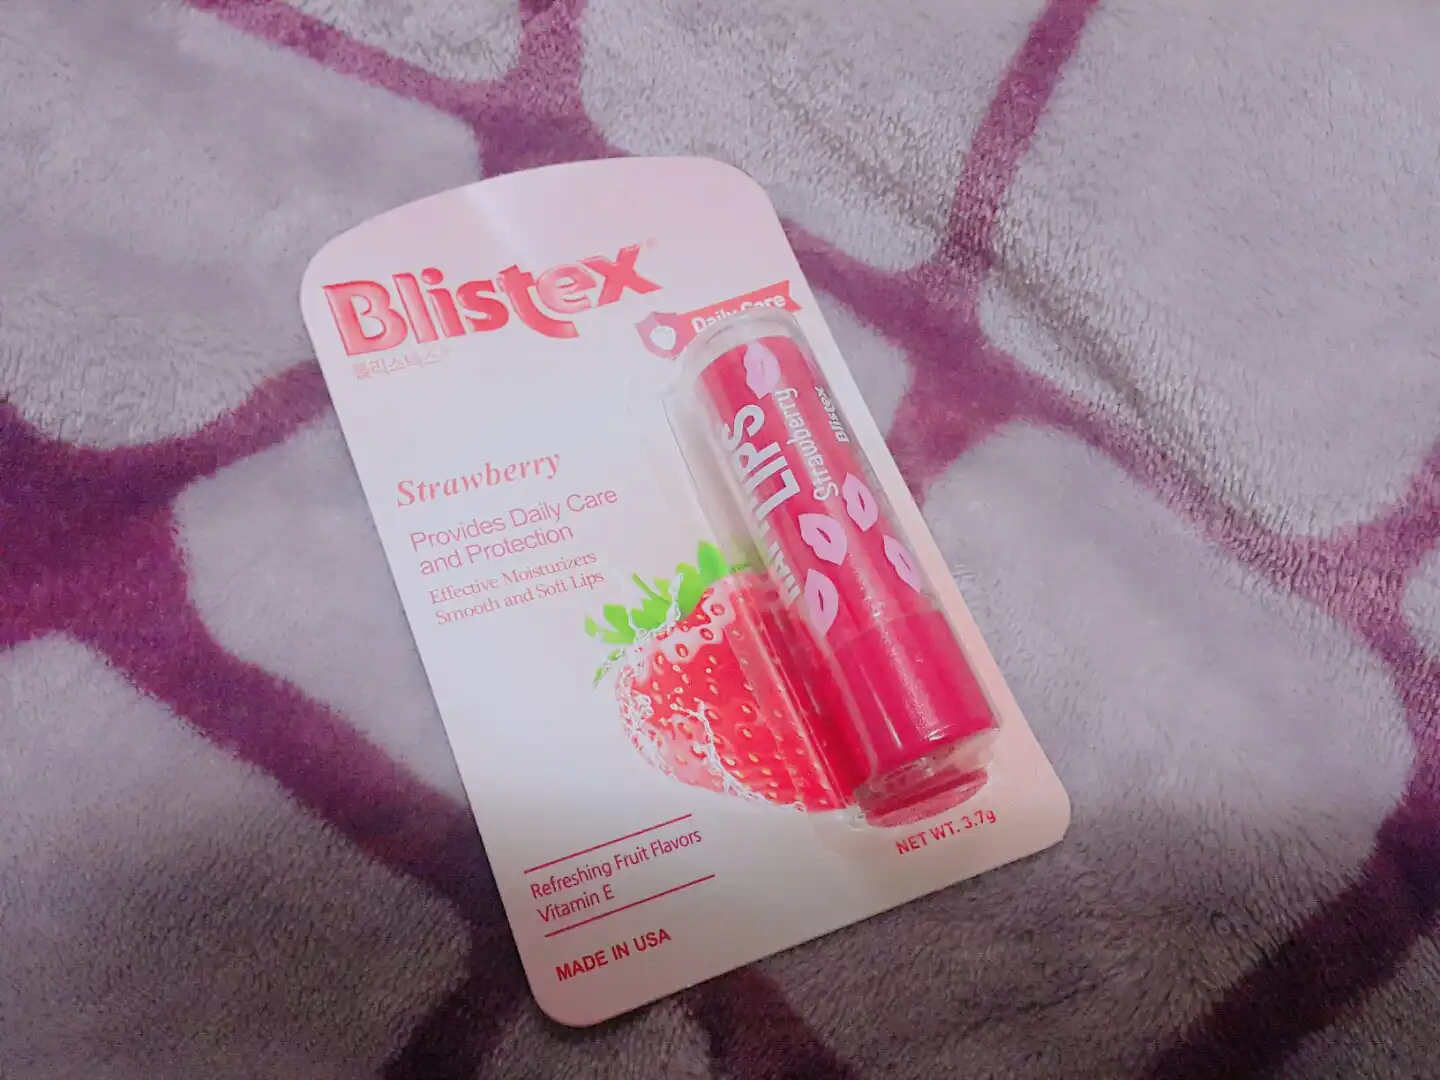 Blistex®
블리스텍스®
Daily Care
Strawberry
Provides Daily Care
and Protection
Effective Moisturizers
Smooth and Soft Lips
LIPS
Strawberry
Blistex
Refreshing Fruit Flavors
Vitamin E
MADE IN USA
NET WT. 3.7g